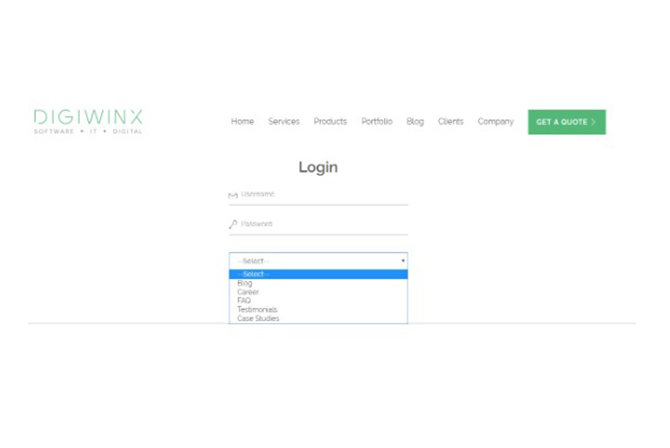 DIGIWINX
SOFTWARE • IT • DIGITAL
Home Services Products Portfolio Blog Clients Company GET A QUOTE >
Login
Username
Password
--Select--
--Select--
Blog
Career
FAQ
Testimonials
Case Studies